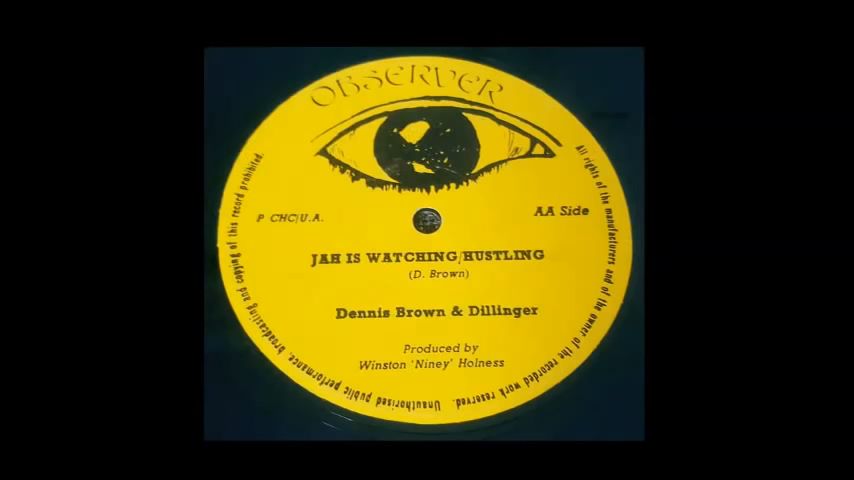 OBSERVER
P CHC/U.A.
AA Side
JAH IS WATCHING/HUSTLING
(D. Brown)
Dennis Brown & Dillinger
Produced by
Winston 'Niney' Holness
All rights of the manufacturers and of the owner of the recorded work reserved. Unauthorised public performance, broadcasting and copying of this record prohibited.